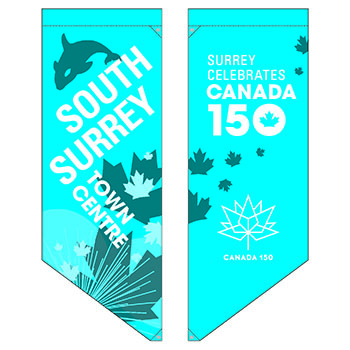 SOUTH
SURREY
TOWN
CENTRE
SURREY
CELEBRATES
CANADA
150
CANADA 150